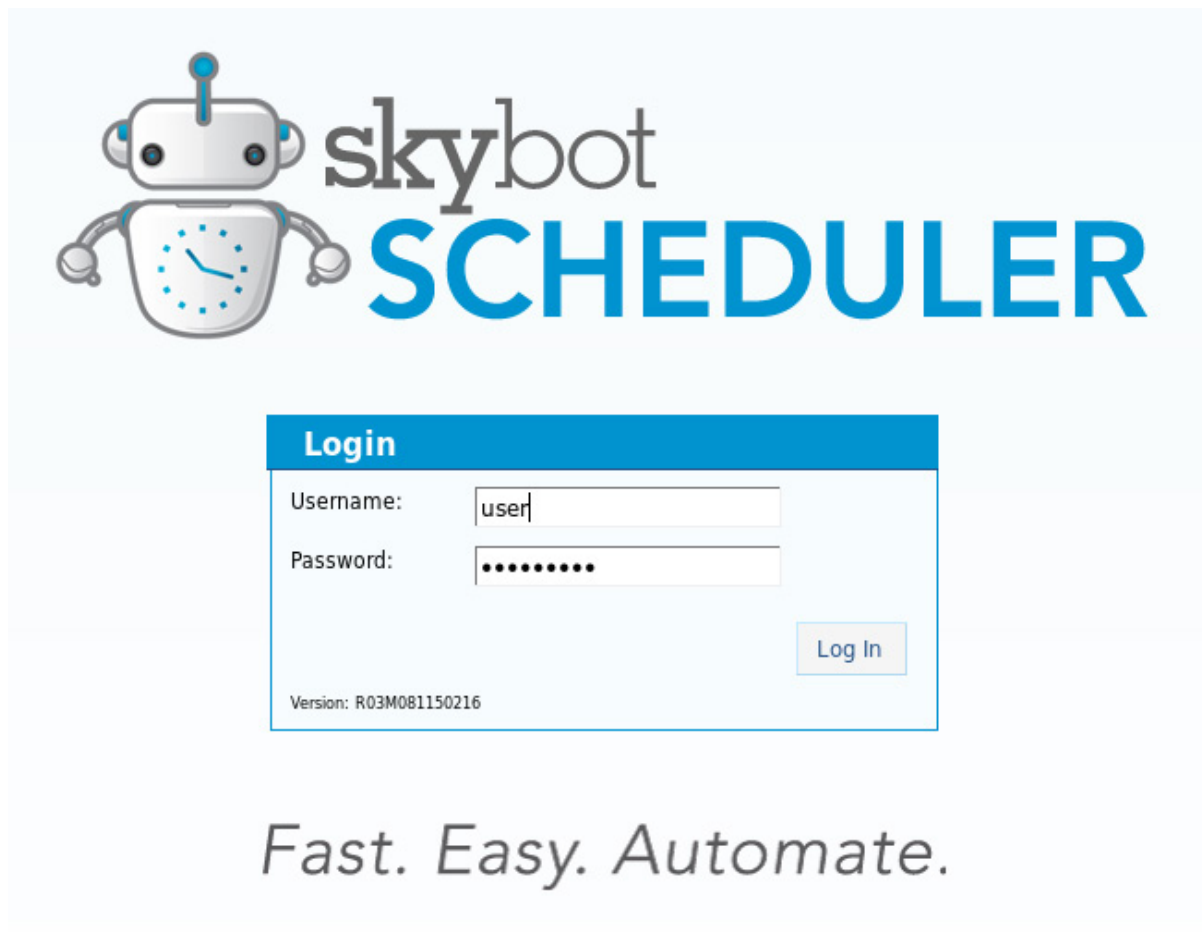 skybot
SCHEDULER
Login
Username: user
Password: •••••••••
Log In
Version: R03M081150216
Fast. Easy. Automate.